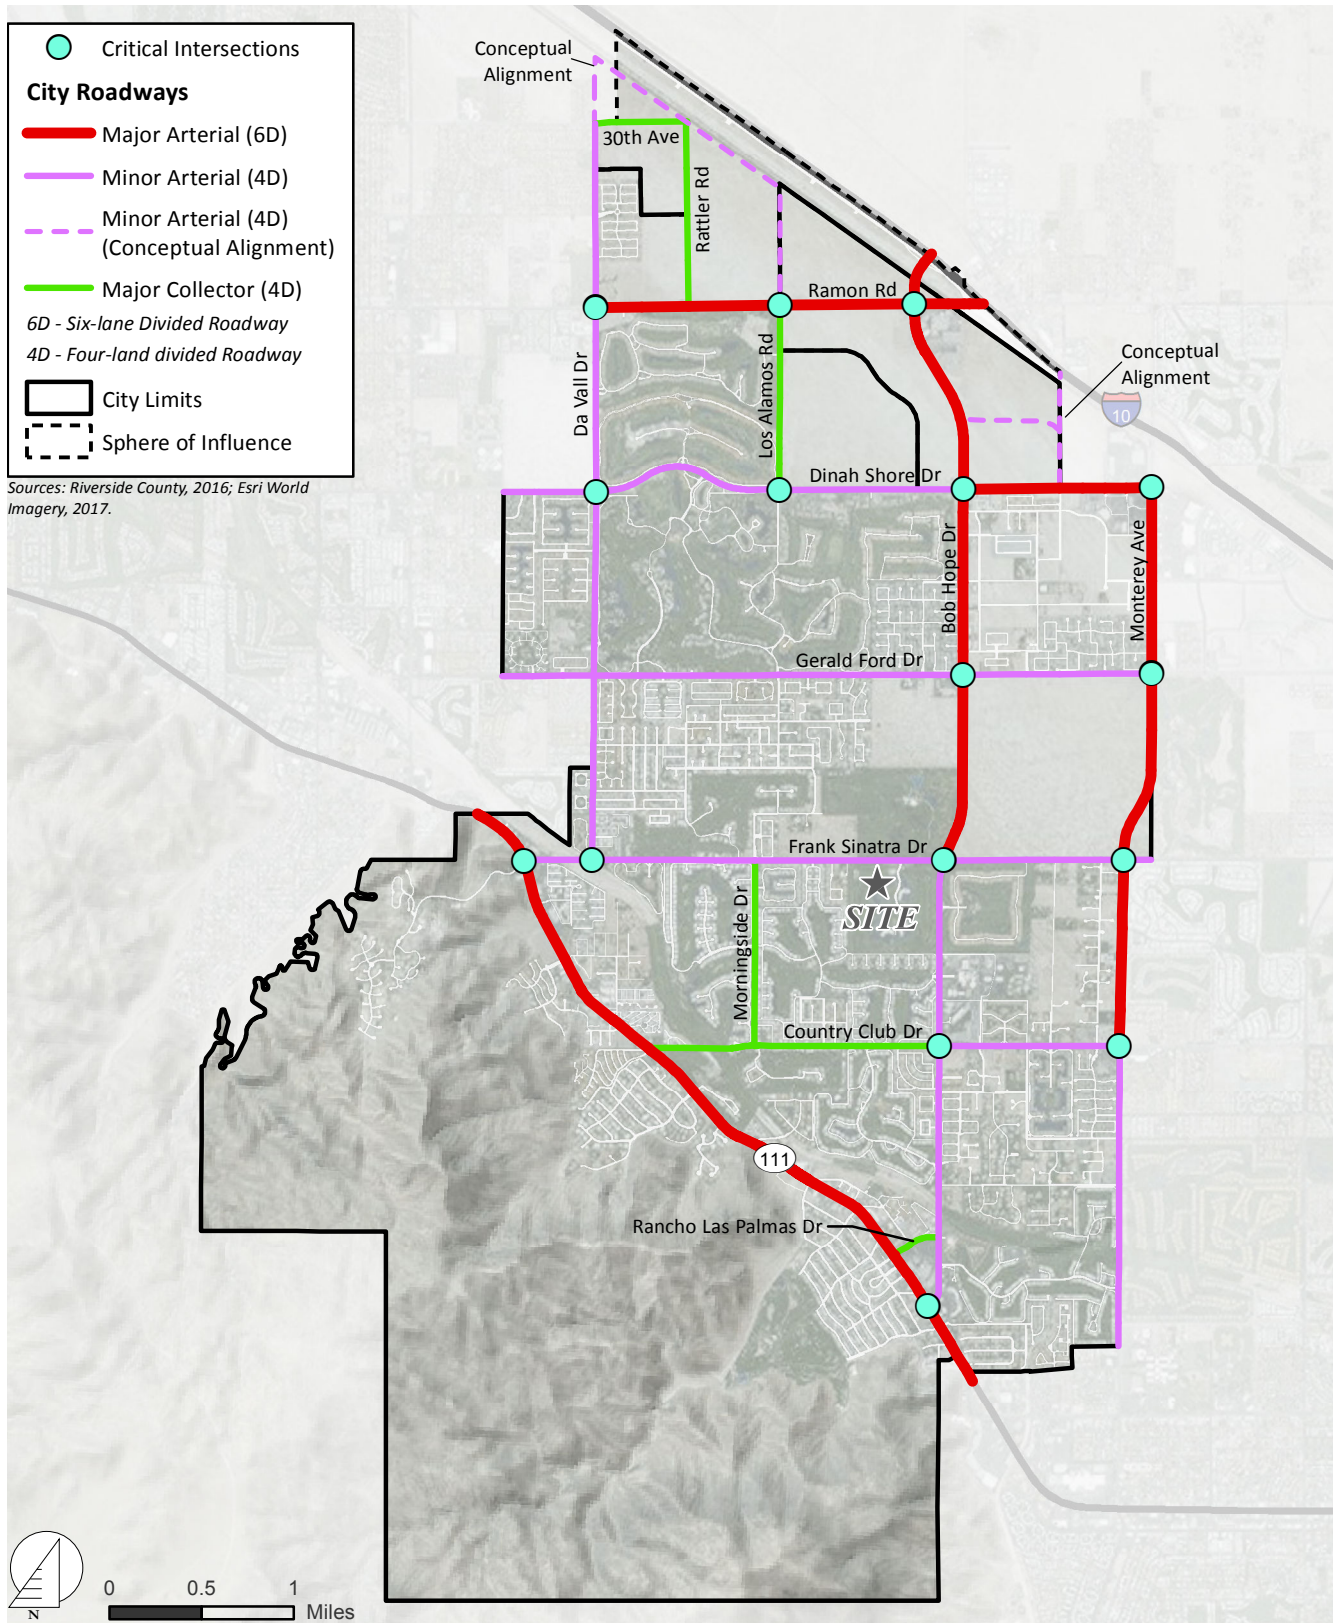 Critical Intersections
City Roadways
Major Arterial (6D)
Minor Arterial (4D)
Minor Arterial (4D)
(Conceptual Alignment)
Major Collector (4D)
6D - Six-lane Divided Roadway
4D - Four-land divided Roadway
City Limits
Sphere of Influence
Sources: Riverside County, 2016; Esri World
Imagery, 2017.
Conceptual
Alignment
30th Ave
Rattler Rd
Ramon Rd
Da Vall Dr
Los Alamos Rd
Conceptual
Alignment
10
Dinah Shore Dr
Bob Hope Dr
Monterey Ave
Gerald Ford Dr
Frank Sinatra Dr
SITE
Morningside Dr
Country Club Dr
111
Rancho Las Palmas Dr
N
0 0.5 1
Miles